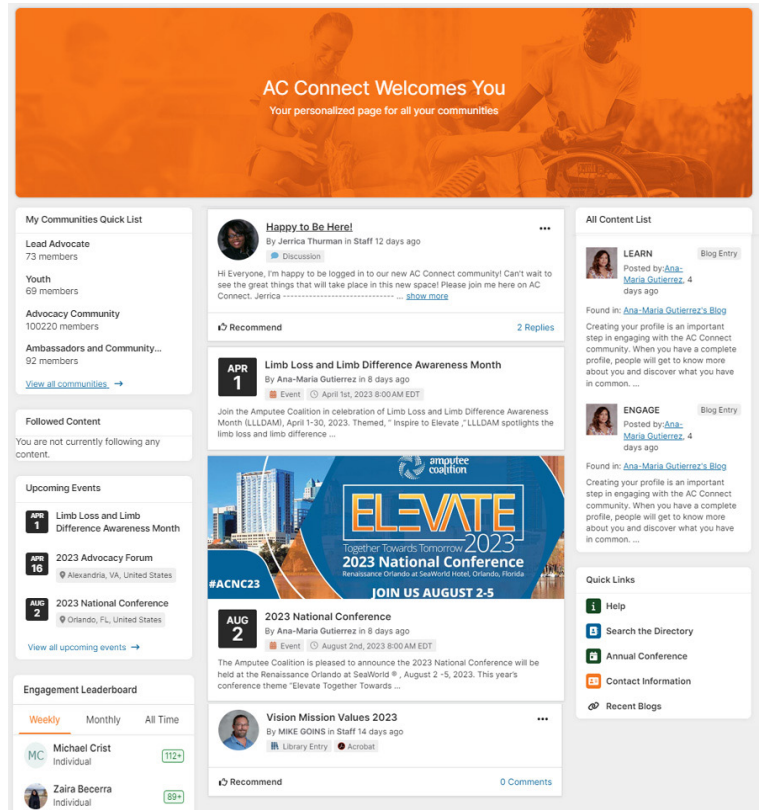 AC Connect Welcomes You
Your personalized page for all your communities
My Communities Quick List
Lead Advocate
73 members
Youth
69 members
Advocacy Community
100220 members
Ambassadors and Community...
92 members
View all communities →
Followed Content
You are not currently following any
content.
Upcoming Events
APR
1
Limb Loss and Limb
Difference Awareness Month
APR
16
2023 Advocacy Forum
Alexandria, VA, United States
AUG
2
2023 National Conference
Orlando, FL, United States
View all upcoming events →
Engagement Leaderboard
Weekly Monthly All Time
MC
Michael Crist
Individual
112+
Zaira Becerra
Individual
89+
Happy to Be Here!
By Jerrica Thurman in Staff 12 days ago
Discussion
Hi Everyone, I'm happy to be logged in to our new AC Connect community! Can't wait to
see the great things that will take place in this new space! Please join me here on AC
Connect. Jerrica ------------------------------ ... show more
Recommend
2 Replies
APR
1
Limb Loss and Limb Difference Awareness Month
By Ana-Maria Gutierrez in 8 days ago
Event April 1st, 2023 8:00 AM EDT
Join the Amputee Coalition in celebration of Limb Loss and Limb Difference Awareness
Month (LLLDAM), April 1-30, 2023. Themed, " Inspire to Elevate ," LLLDAM spotlights the
limb loss and limb difference ...
amputee
coalition
ELEVATE
Together Towards Tomorrow 2023
2023 National Conference
Renaissance Orlando at SeaWorld Hotel, Orlando, Florida
#ACNC23
JOIN US AUGUST 2-5
AUG
2
2023 National Conference
By Ana-Maria Gutierrez in 8 days ago
Event August 2nd, 2023 8:00 AM EDT
The Amputee Coalition is pleased to announce the 2023 National Conference will be
held at the Renaissance Orlando at SeaWorld ® , August 2 -5, 2023. This year's
conference theme "Elevate Together Towards ...
Vision Mission Values 2023
By MIKE GOINS in Staff 14 days ago
Library Entry Acrobat
Recommend
0 Comments
All Content List
LEARN
Blog Entry
Posted by:Ana-
Maria Gutierrez, 4
days ago
Found in: Ana-Maria Gutierrez's Blog
Creating your profile is an important
step in engaging with the AC Connect
community. When you have a complete
profile, people will get to know more
about you and discover what you have
in common. ...
ENGAGE
Blog Entry
Posted by:Ana-
Maria Gutierrez, 4
days ago
Found in: Ana-Maria Gutierrez's Blog
Creating your profile is an important
step in engaging with the AC Connect
community. When you have a complete
profile, people will get to know more
about you and discover what you have
in common. ...
Quick Links
Help
Search the Directory
Annual Conference
Contact Information
Recent Blogs